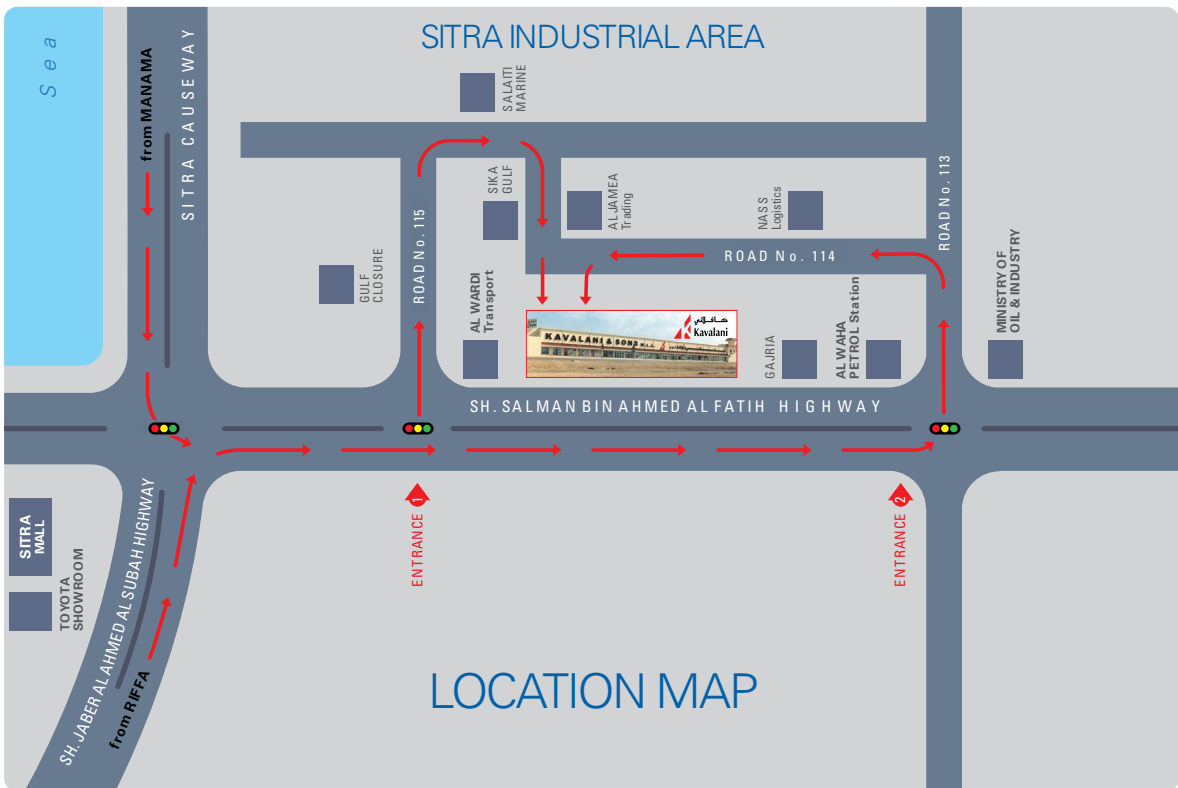 SITRA INDUSTRIAL AREA
Sea
from MANAMA
SITRA CAUSEWAY
SALAITI
MARINE
SIKA
GULF
ALJAMEA
Trading
NASS
Logistics
ROAD No. 113
ROAD No. 115
ROAD No. 114
GULF
CLOSURE
AL WARDI
Transport
كافلاني
Kavalani
KAVALANI & SONS W.L.L.
GAJRIA
AL WAHA
PETROL Station
MINISTRY OF
OIL & INDUSTRY
SH. SALMAN BIN AHMED AL FATIH HIGHWAY
ENTRANCE 1
ENTRANCE 2
SITRA
MALL
TOYOTA
SHOWROOM
SH. JABER AL AHMED AL SUBAH HIGHWAY
from RIFFA
LOCATION MAP